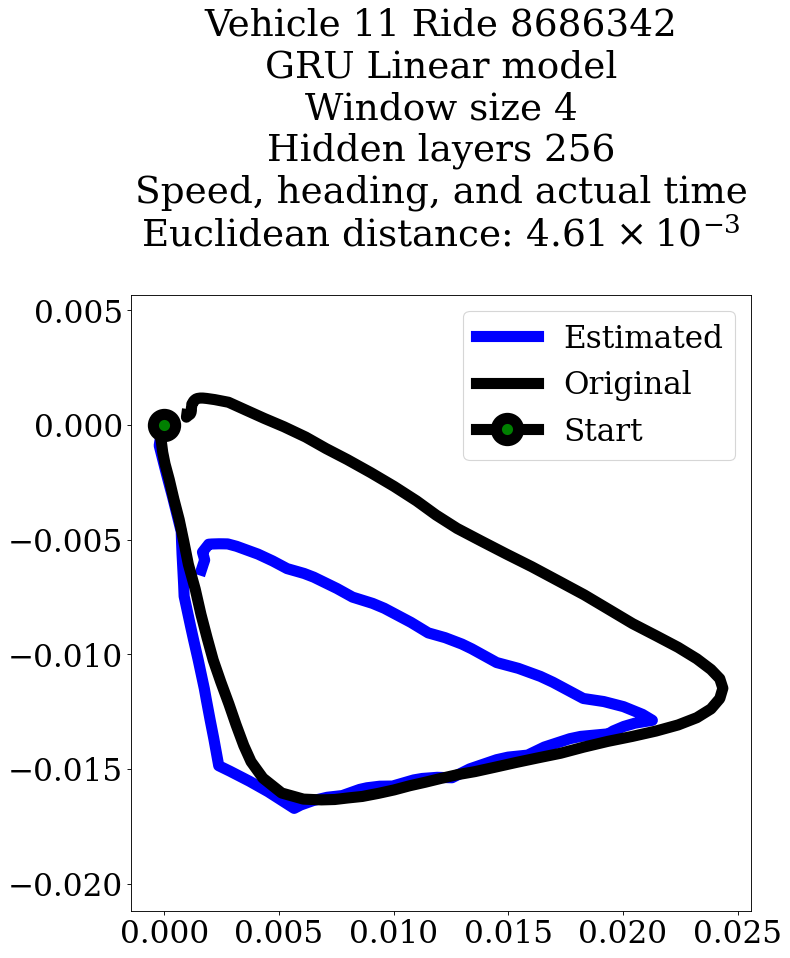 Vehicle 11 Ride 8686342
GRU Linear model
Window size 4
Hidden layers 256
Speed, heading, and actual time
Euclidean distance: 4.61 × 10⁻³
Estimated
Original
Start
0.005
0.000
−0.005
−0.010
−0.015
−0.020
0.000 0.005 0.010 0.015 0.020 0.025